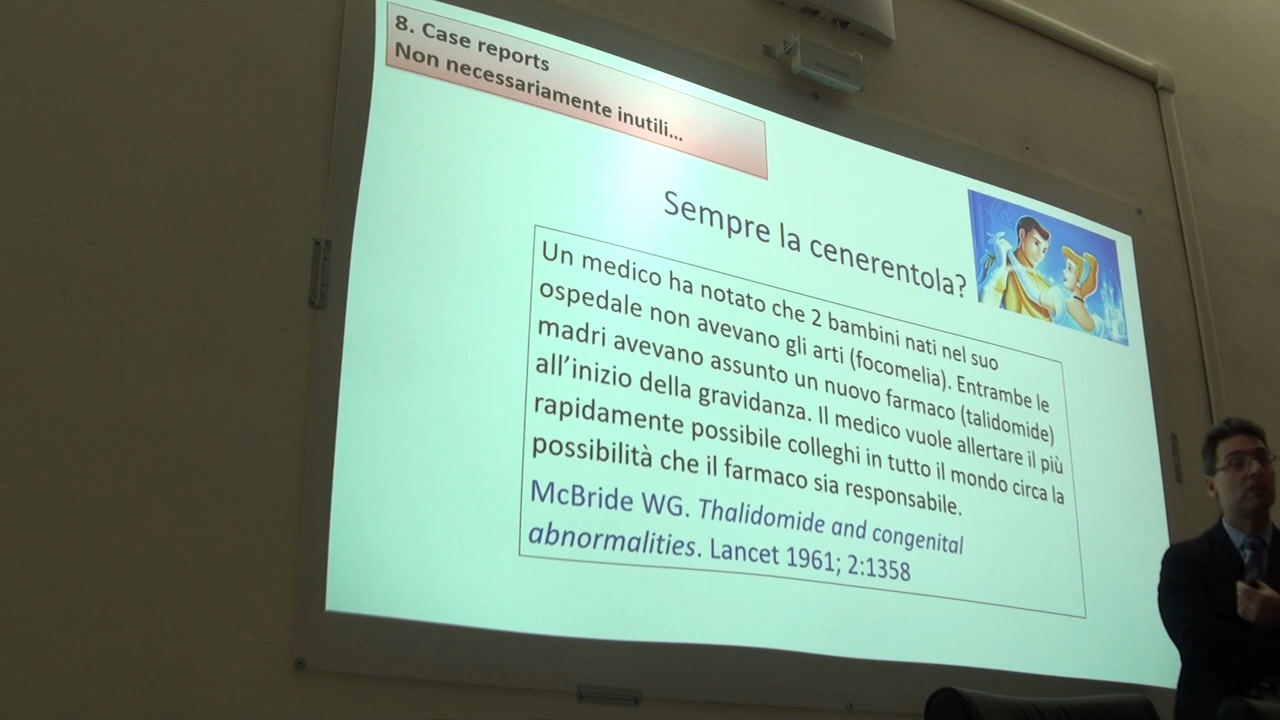 8. Case reports
Non necessariamente inutili...
Sempre la cenerentola?
Un medico ha notato che 2 bambini nati nel suo
ospedale non avevano gli arti (focomelia). Entrambe le
madri avevano assunto un nuovo farmaco (talidomide)
all'inizio della gravidanza. Il medico vuole allertare il più
rapidamente possibile colleghi in tutto il mondo circa la
possibilità che il farmaco sia responsabile.
McBride WG. Thalidomide and congenital
abnormalities. Lancet 1961; 2:1358